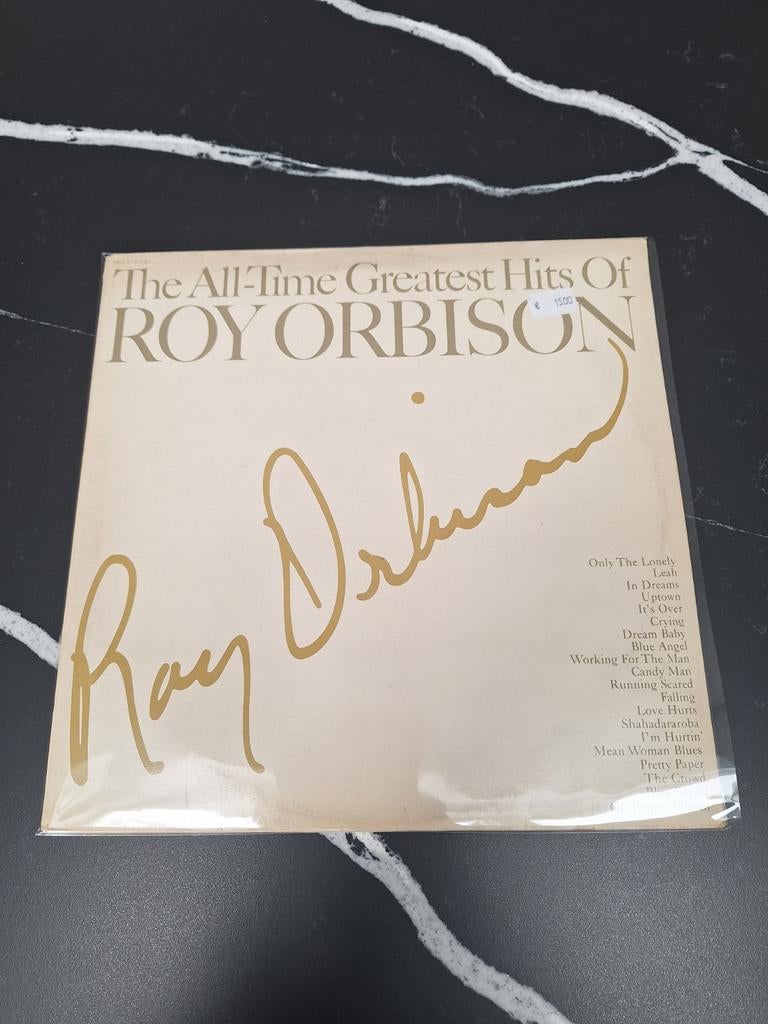 The All-Time Greatest Hits Of
ROY ORBISON
€ 15.00
Roy Orbison
Only The Lonely
Leah
In Dreams
Uptown
It's Over
Crying
Dream Baby
Blue Angel
Working For The Man
Candy Man
Running Scared
Falling
Love Hurts
Shahadararoba
I'm Hurtin'
Mean Woman Blues
Pretty Paper
The Crowd